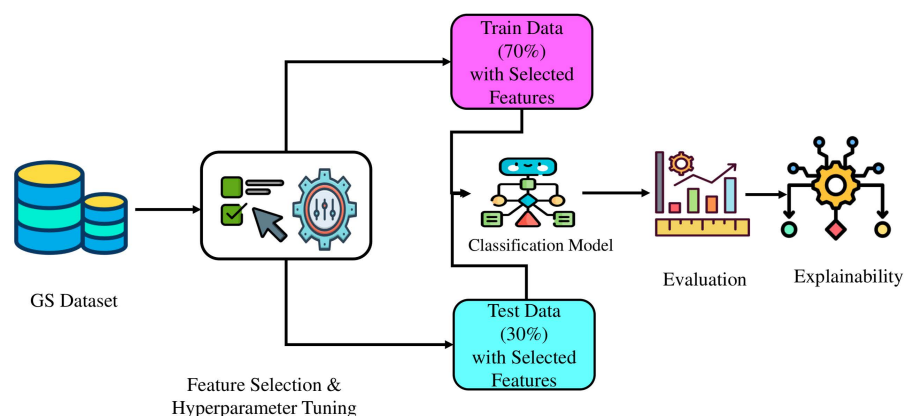 Train Data
(70%)
with Selected
Features
GS Dataset
Classification Model
Evaluation
Explainability
Test Data
(30%)
with Selected
Features
Feature Selection &
Hyperparameter Tuning